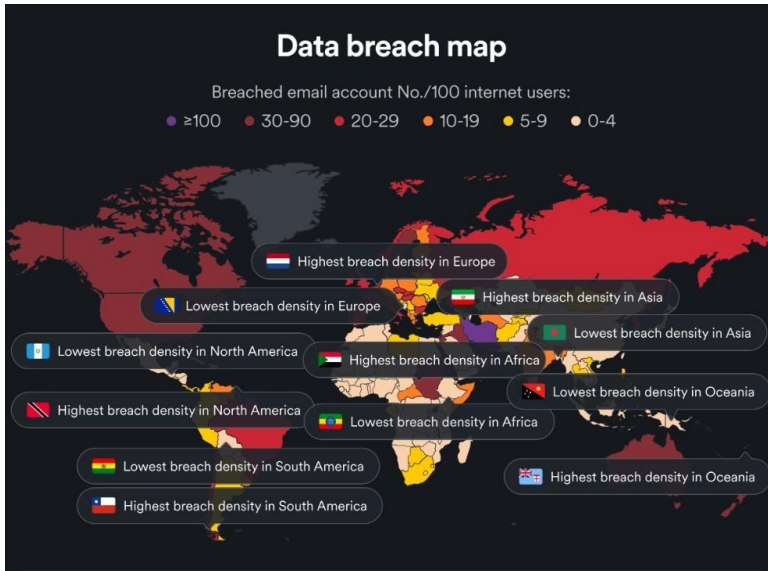 Data breach map
Breached email account No./100 internet users:
≥100 30-90 20-29 10-19 5-9 0-4
Highest breach density in Europe
Highest breach density in Asia
Lowest breach density in Europe
Lowest breach density in Asia
Lowest breach density in North America
Highest breach density in Africa
Lowest breach density in Oceania
Highest breach density in North America
Lowest breach density in Africa
Lowest breach density in South America
Highest breach density in Oceania
Highest breach density in South America